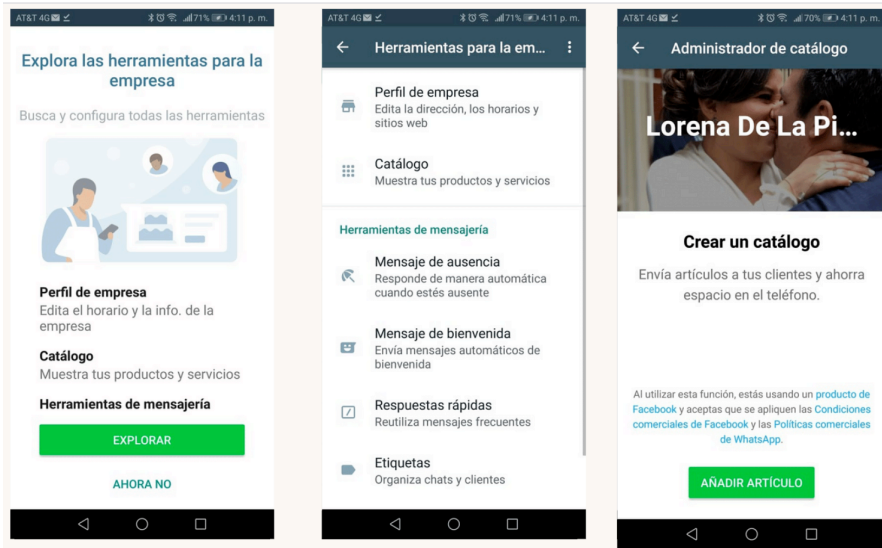 AT&T 4G 71% 4:11 p. m.
Explora las herramientas para la
empresa
Busca y configura todas las herramientas
Perfil de empresa
Edita el horario y la info. de la
empresa
Catálogo
Muestra tus productos y servicios
Herramientas de mensajería
EXPLORAR
AHORA NO
AT&T 4G 71% 4:11 p. m.
Herramientas para la em...
Perfil de empresa
Edita la dirección, los horarios y
sitios web
Catálogo
Muestra tus productos y servicios
Herramientas de mensajería
Mensaje de ausencia
Responde de manera automática
cuando estés ausente
Mensaje de bienvenida
Envía mensajes automáticos de
bienvenida
Respuestas rápidas
Reutiliza mensajes frecuentes
Etiquetas
Organiza chats y clientes
AT&T 4G 70% 4:11 p. m.
Administrador de catálogo
Lorena De La Pi...
Crear un catálogo
Envía artículos a tus clientes y ahorra
espacio en el teléfono.
Al utilizar esta función, estás usando un producto de
Facebook y aceptas que se apliquen las Condiciones
comerciales de Facebook y las Políticas comerciales
de WhatsApp.
AÑADIR ARTÍCULO